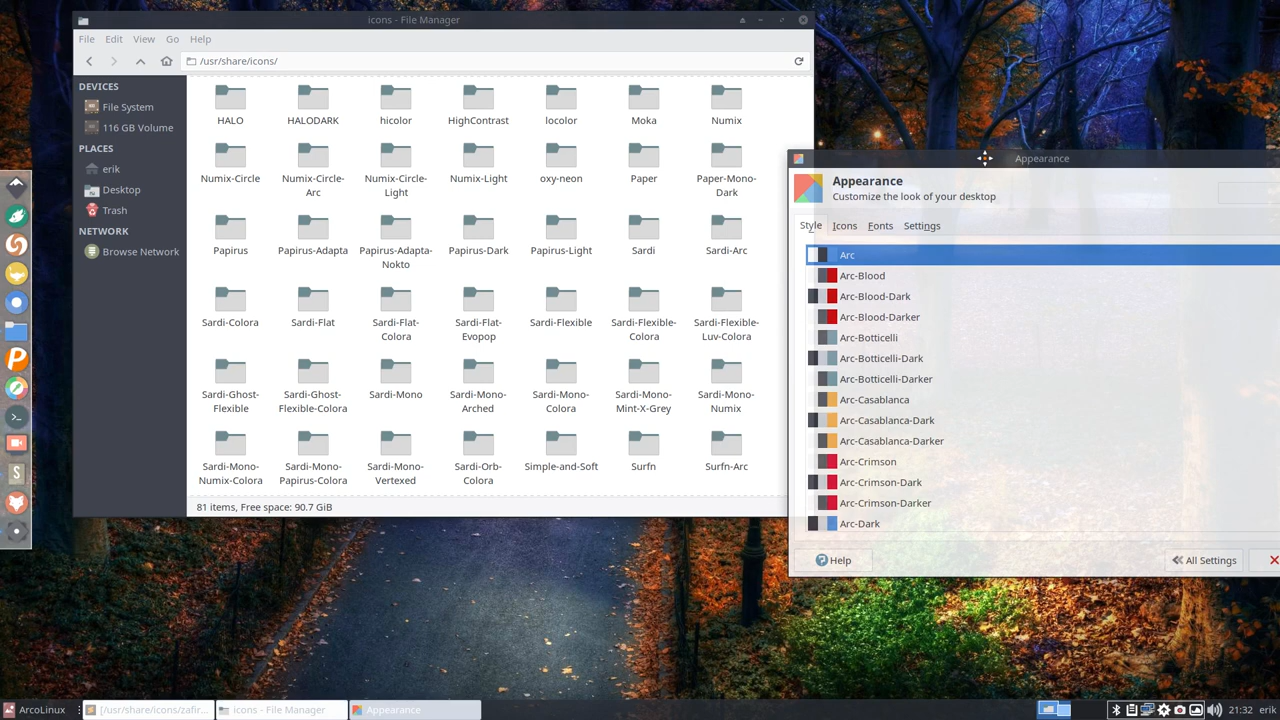 icons - File Manager
File Edit View Go Help
/usr/share/icons/
DEVICES
File System
116 GB Volume
PLACES
erik
Desktop
Trash
NETWORK
Browse Network
HALO HALODARK hicolor HighContrast locolor Moka Numix
Numix-Circle Numix-Circle- Numix-Circle- Numix-Light oxy-neon Paper Paper-Mono-
Arc Light Dark
Papirus Papirus-Adapta Papirus-Adapta- Papirus-Dark Papirus-Light Sardi Sardi-Arc
Nokto
Sardi-Colora Sardi-Flat Sardi-Flat- Sardi-Flat- Sardi-Flexible Sardi-Flexible- Sardi-Flexible-
Colora Evopop Colora Luv-Colora
Sardi-Ghost- Sardi-Ghost- Sardi-Mono Sardi-Mono- Sardi-Mono- Sardi-Mono- Sardi-Mono-
Flexible Flexible-Colora Arched Colora Mint-X-Grey Numix
Sardi-Mono- Sardi-Mono- Sardi-Mono- Sardi-Orb- Simple-and-Soft Surfn Surfn-Arc
Numix-Colora Papirus-Colora Vertexed Colora
81 items, Free space: 90.7 GiB
Appearance
Appearance
Customize the look of your desktop
Style Icons Fonts Settings
Arc
Arc-Blood
Arc-Blood-Dark
Arc-Blood-Darker
Arc-Botticelli
Arc-Botticelli-Dark
Arc-Botticelli-Darker
Arc-Casablanca
Arc-Casablanca-Dark
Arc-Casablanca-Darker
Arc-Crimson
Arc-Crimson-Dark
Arc-Crimson-Darker
Arc-Dark
Help All Settings
ArcoLinux [/usr/share/icons/zafir... icons - File Manager Appearance 21:32 erik